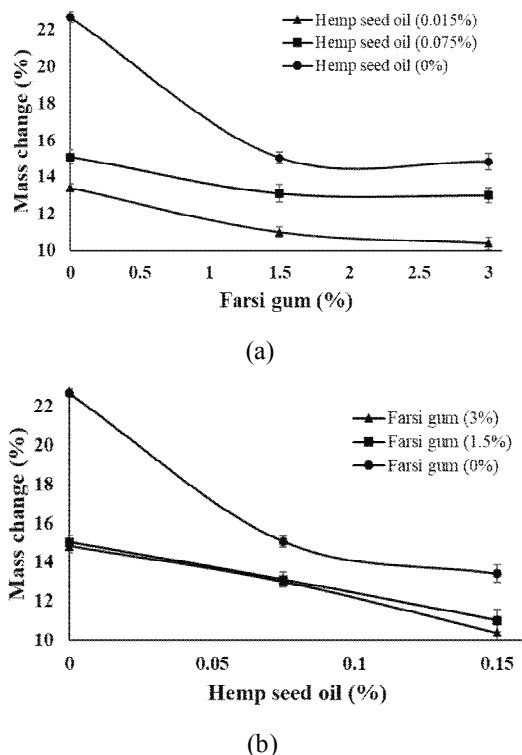 Hemp seed oil (0.015%)
Hemp seed oil (0.075%)
Hemp seed oil (0%)
Mass change (%)
22
20
18
16
14
12
10
0
0.5
1
1.5
2
2.5
3
Farsi gum (%)
(a)
Farsi gum (3%)
Farsi gum (1.5%)
Farsi gum (0%)
Mass change (%)
22
20
18
16
14
12
10
0
0.05
0.1
0.15
Hemp seed oil (%)
(b)